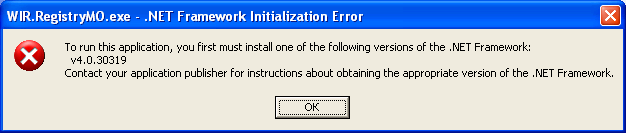 WIR.RegistryMO.exe - .NET Framework Initialization Error
To run this application, you first must install one of the following versions of the .NET Framework:
v4.0.30319
Contact your application publisher for instructions about obtaining the appropriate version of the .NET Framework.
OK